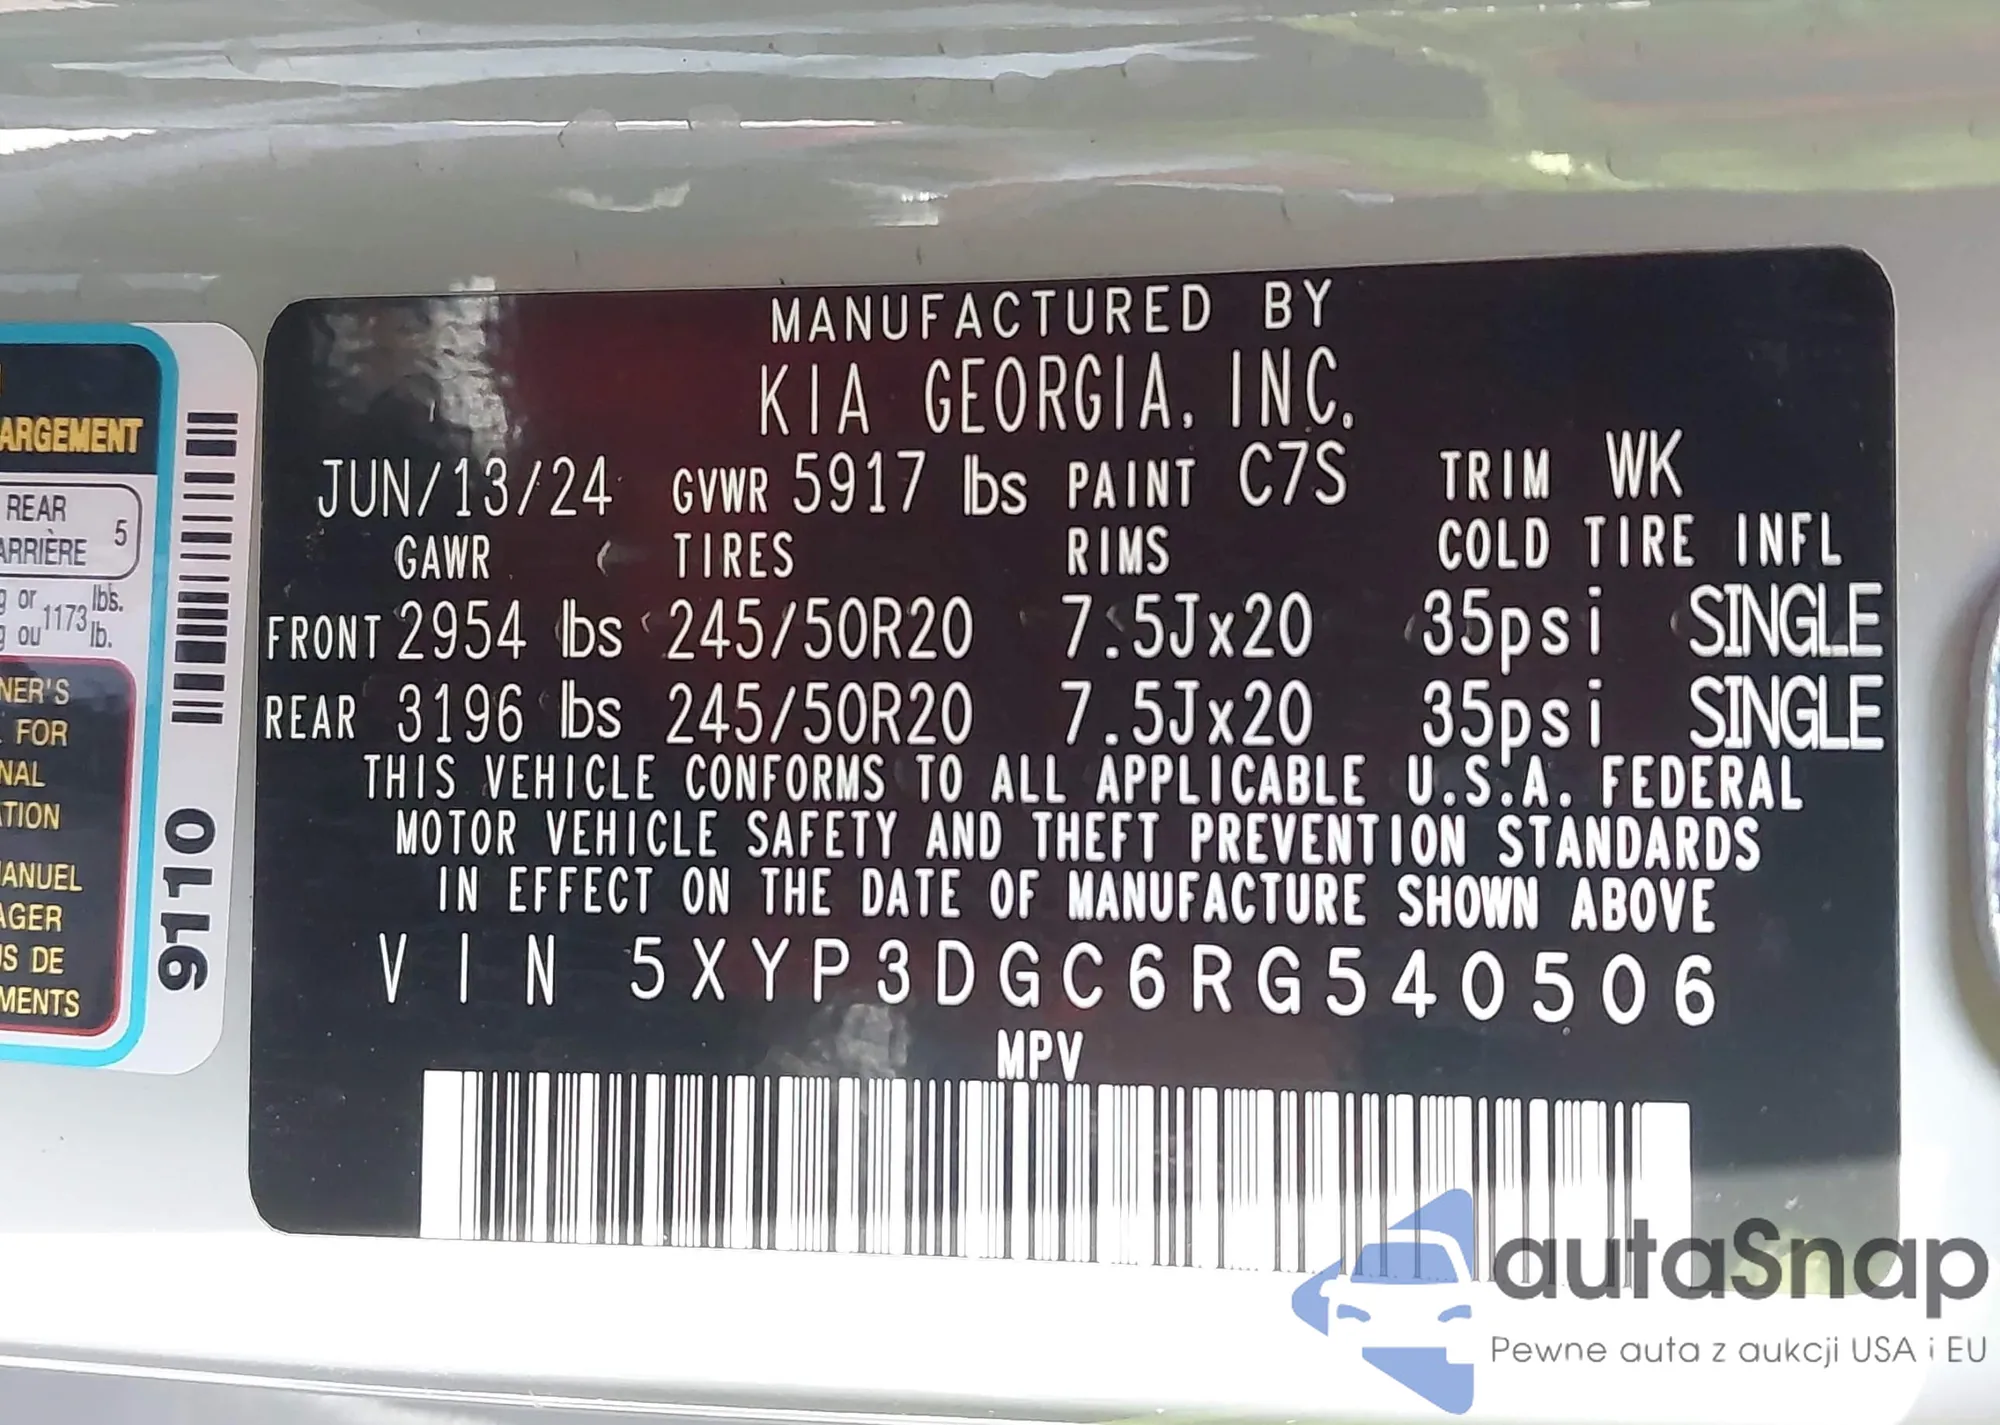 ARGEMENT
REAR
ARRIÈRE
5
g or
g ou
1173
lbs.
lb.
NER'S
FOR
NAL
ATION
ANUEL
AGER
US DE
MENTS
9110
MANUFACTURED BY
KIA GEORGIA, INC.
JUN/13/24 GVWR 5917 lbs PAINT C7S TRIM WK
GAWR TIRES RIMS COLD TIRE INFL
FRONT 2954 lbs 245/50R20 7.5Jx20 35psi SINGLE
REAR 3196 lbs 245/50R20 7.5Jx20 35psi SINGLE
THIS VEHICLE CONFORMS TO ALL APPLICABLE U.S.A. FEDERAL
MOTOR VEHICLE SAFETY AND THEFT PREVENTION STANDARDS
IN EFFECT ON THE DATE OF MANUFACTURE SHOWN ABOVE
VIN 5XYP3DGC6RG540506
MPV
autaSnap
Pewne auta z aukcji USA i EU